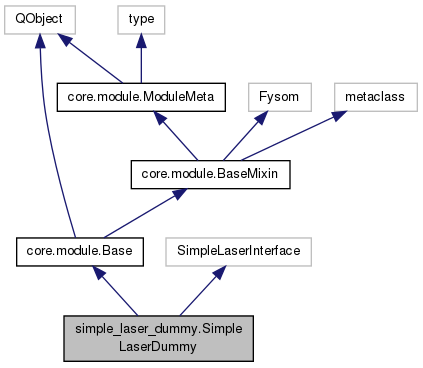 QObject
type
core.module.ModuleMeta
Fysom
metaclass
core.module.BaseMixin
core.module.Base
SimpleLaserInterface
simple_laser_dummy.Simple
LaserDummy